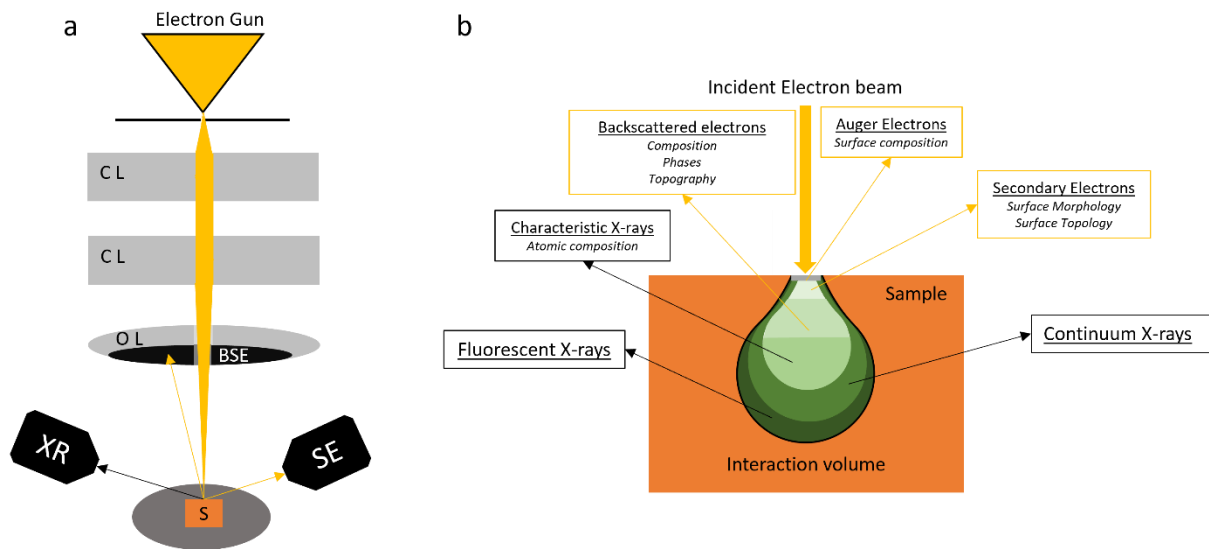 a
Electron Gun
C L
C L
O L
BSE
XR
SE
S
b
Incident Electron beam
Backscattered electrons
Composition
Phases
Topography
Auger Electrons
Surface composition
Secondary Electrons
Surface Morphology
Surface Topology
Characteristic X-rays
Atomic composition
Sample
Fluorescent X-rays
Continuum X-rays
Interaction volume